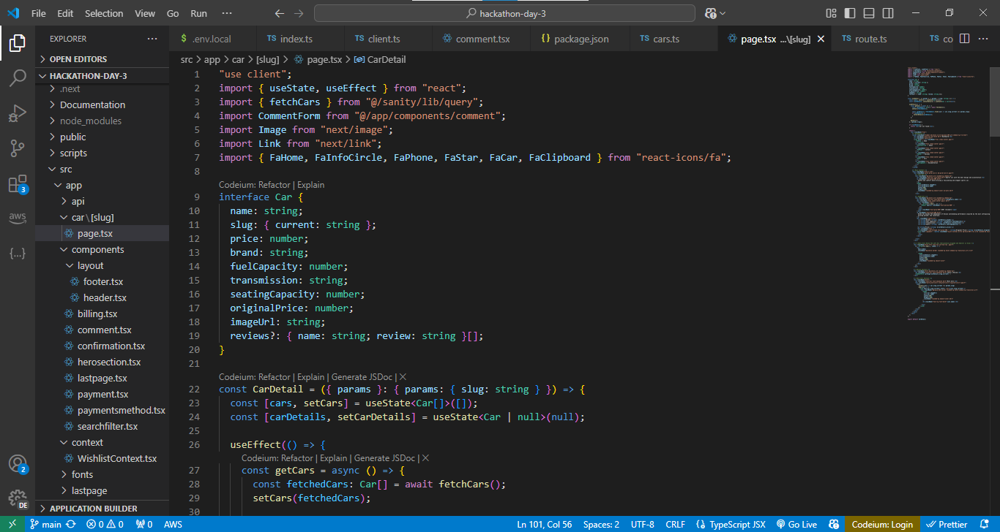 File Edit Selection View Go Run ··· hackathon-day-3
EXPLORER ···
OPEN EDITORS
HACKATHON-DAY-3
.next
Documentation
node_modules
public
scripts
src
app
api
car\[slug]
page.tsx
components
layout
footer.tsx
header.tsx
billing.tsx
comment.tsx
confirmation.tsx
herosection.tsx
lastpage.tsx
payment.tsx
paymentsmethod.tsx
searchfilter.tsx
context
WishlistContext.tsx
fonts
lastpage
APPLICATION BUILDER
3
aws
{...}
2
DE
$ .env.local TS index.ts TS client.ts comment.tsx {} package.json TS cars.ts page.tsx ...\[slug] TS route.ts TS co ···
src > app > car > [slug] > page.tsx > CarDetail
1 "use client";
2 import { useState, useEffect } from "react";
3 import { fetchCars } from "@/sanity/lib/query";
4 import CommentForm from "@/app/components/comment";
5 import Image from "next/image";
6 import Link from "next/link";
7 import { FaHome, FaInfoCircle, FaPhone, FaStar, FaCar, FaClipboard } from "react-icons/fa";
8
Codeium: Refactor | Explain
9 interface Car {
10 name: string;
11 slug: { current: string };
12 price: number;
13 brand: string;
14 fuelCapacity: number;
15 transmission: string;
16 seatingCapacity: number;
17 originalPrice: number;
18 imageUrl: string;
19 reviews?: { name: string; review: string }[];
20 }
21
Codeium: Refactor | Explain | Generate JSDoc | X
22 const CarDetail = ({ params }: { params: { slug: string } }) => {
23 const [cars, setCars] = useState<Car[]>([]);
24 const [carDetails, setCarDetails] = useState<Car | null>(null);
25
26 useEffect(() => {
Codeium: Refactor | Explain | Generate JSDoc | X
27 const getCars = async () => {
28 const fetchedCars: Car[] = await fetchCars();
29 setCars(fetchedCars);
30
main 0 0 0 AWS Ln 101, Col 56 Spaces: 2 UTF-8 CRLF TypeScript JSX Go Live Codeium: Login Prettier